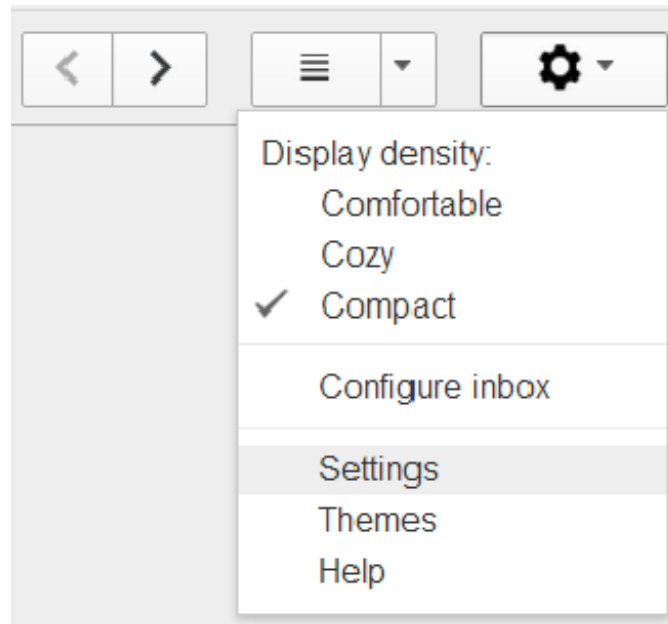 Display density:
Comfortable
Cozy
Compact
Configure inbox
Settings
Themes
Help